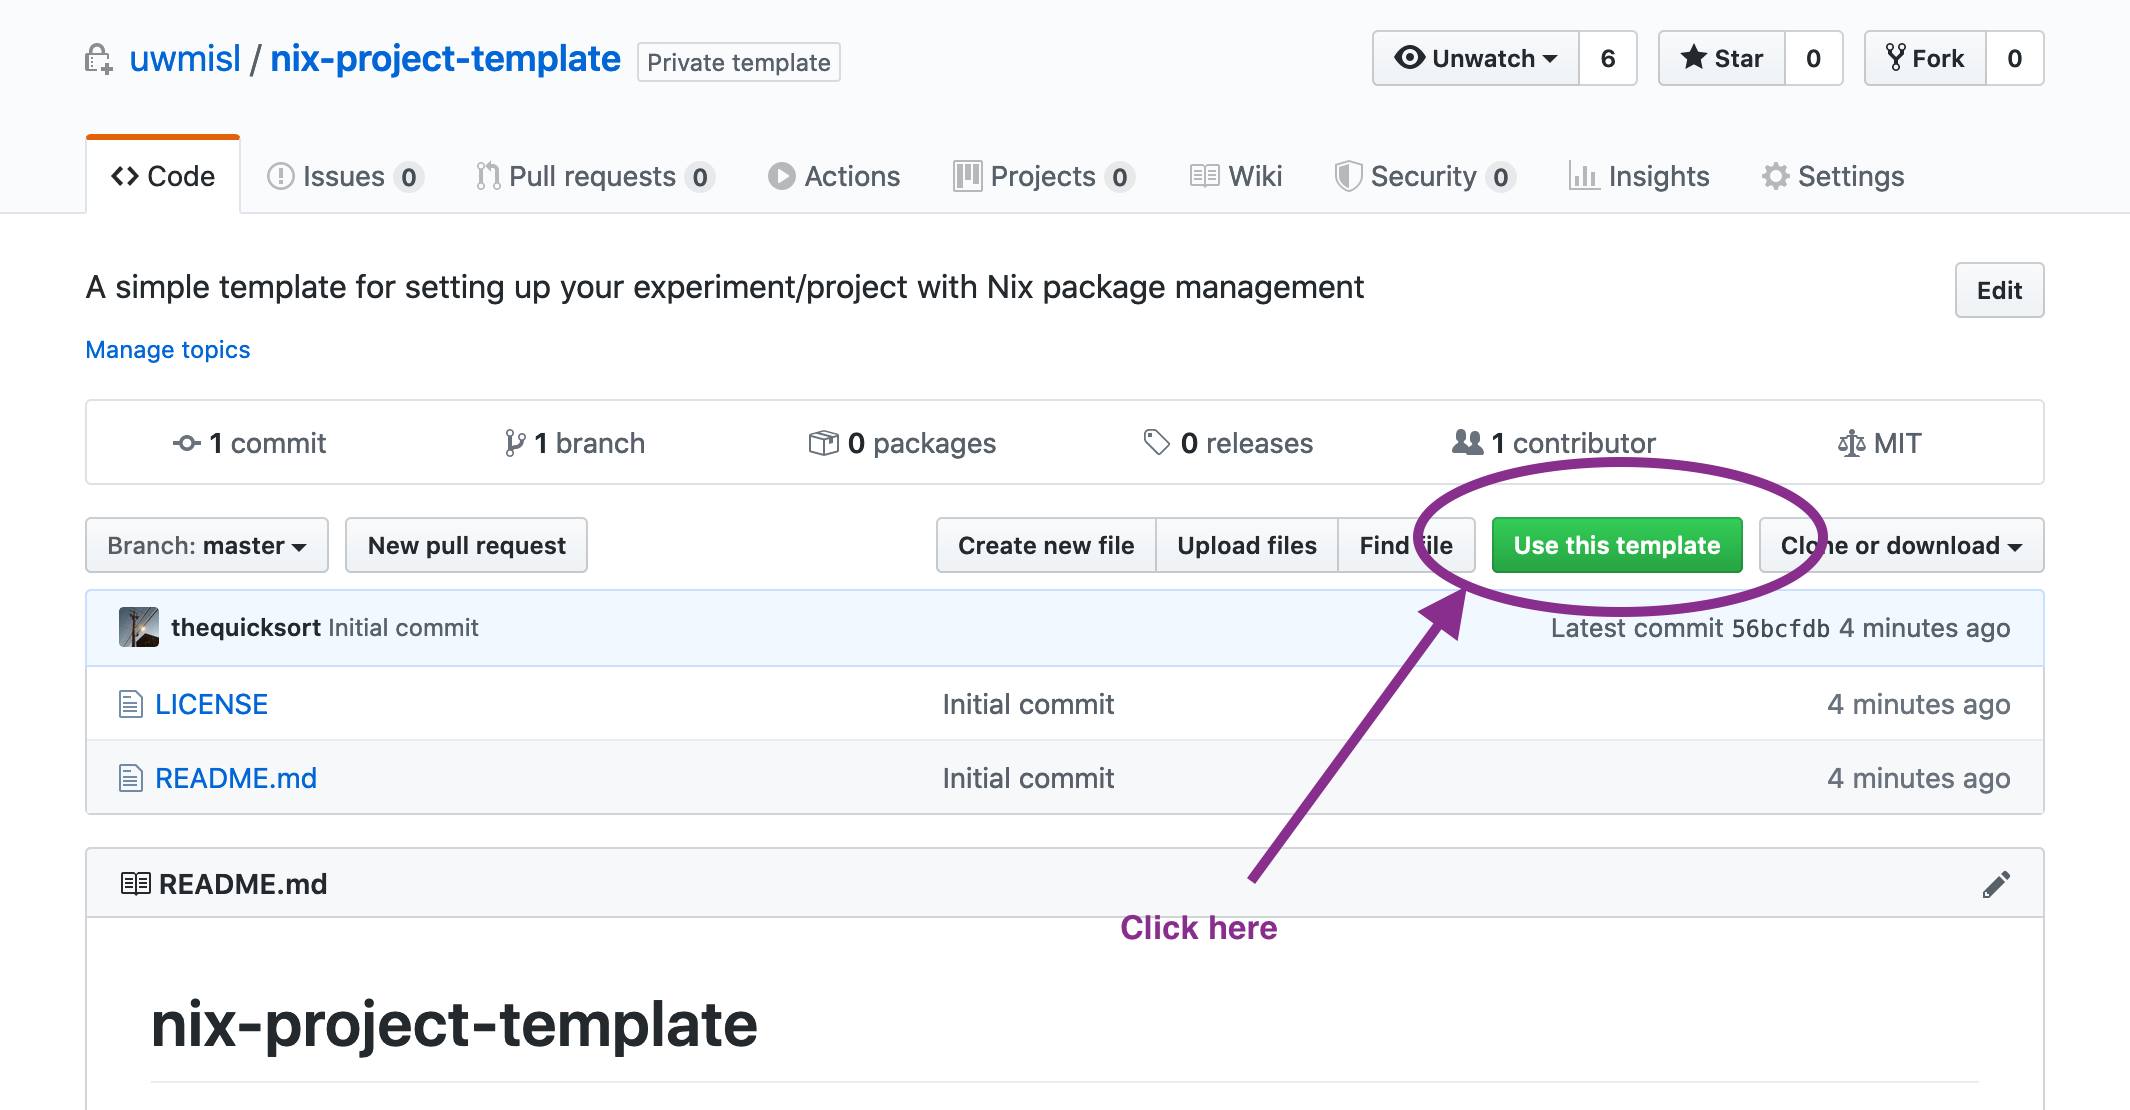 uwmisl / nix-project-template Private template Unwatch 6 Star 0 Fork 0
Code Issues 0 Pull requests 0 Actions Projects 0 Wiki Security 0 Insights Settings
A simple template for setting up your experiment/project with Nix package management Edit
Manage topics
1 commit 1 branch 0 packages 0 releases 1 contributor MIT
Branch: master New pull request Create new file Upload files Find file Use this template Clone or download
thequicksort Initial commit Latest commit 56bcfdb 4 minutes ago
LICENSE Initial commit 4 minutes ago
README.md Initial commit 4 minutes ago
README.md
Click here
nix-project-template